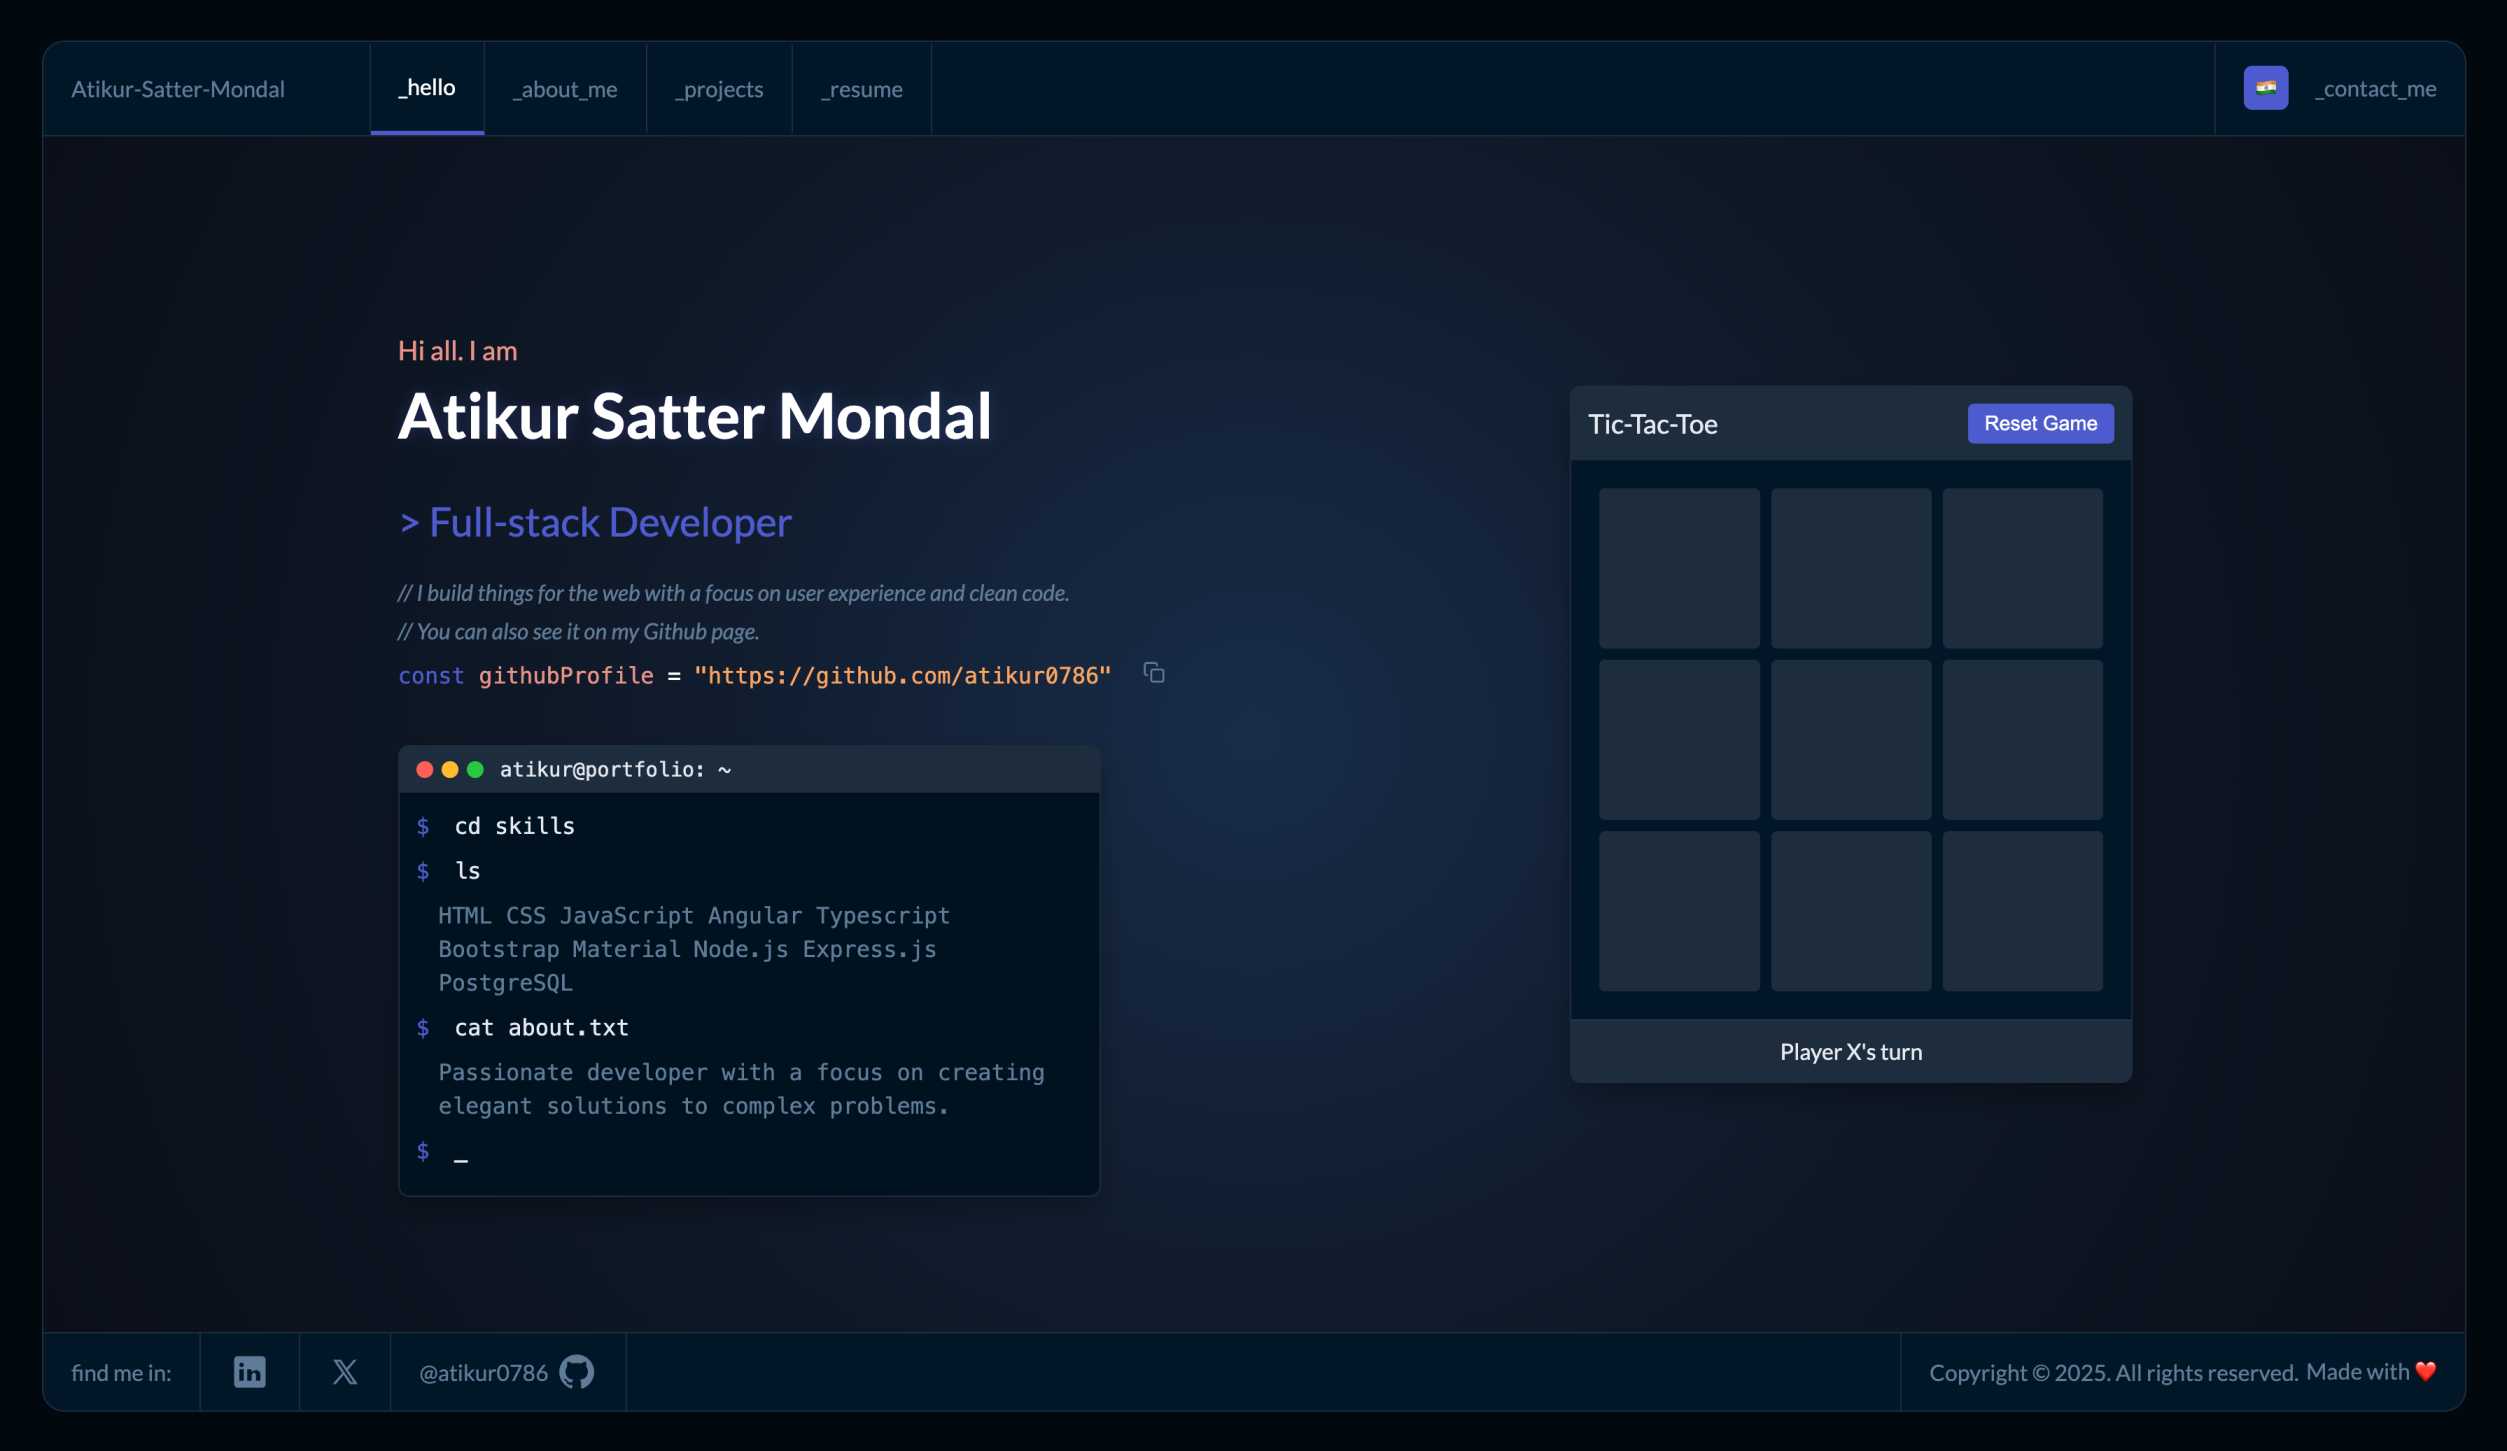 Atikur-Satter-Mondal
_hello
_about_me
_projects
_resume
_contact_me
Hi all. I am
Atikur Satter Mondal
> Full-stack Developer
// I build things for the web with a focus on user experience and clean code.
// You can also see it on my Github page.
const githubProfile = "https://github.com/atikur0786"
atikur@portfolio: ~
$ cd skills
$ ls
HTML CSS JavaScript Angular Typescript
Bootstrap Material Node.js Express.js
PostgreSQL
$ cat about.txt
Passionate developer with a focus on creating
elegant solutions to complex problems.
$ _
Tic-Tac-Toe
Reset Game
Player X's turn
find me in:
in
X
@atikur0786
Copyright © 2025. All rights reserved. Made with ❤️